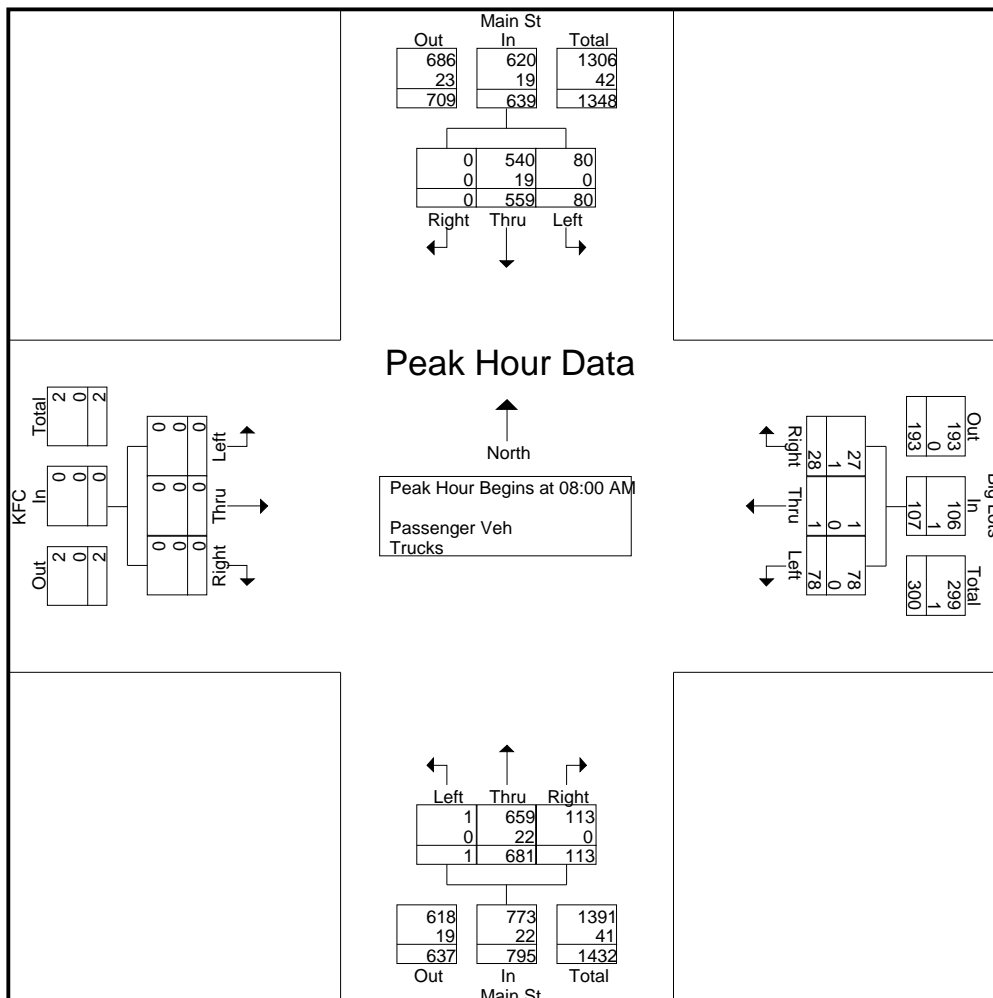 Main St
Out In Total
686 620 1306
23 19 42
709 639 1348
0 540 80
0 19 0
0 559 80
Right Thru Left
Peak Hour Data
North
Peak Hour Begins at 08:00 AM
Passenger Veh
Trucks
KFC
Out In Total
2 0 2
0 0 0
2 0 2
Left Thru Right
0 0 0
0 0 0
0 0 0
Right Thru Left
27 1 78
1 0 0
28 1 78
Big Lots
Out In Total
193 106 299
0 1 1
193 107 300
Left Thru Right
1 659 113
0 22 0
1 681 113
618 773 1391
19 22 41
637 795 1432
Out In Total
Main St